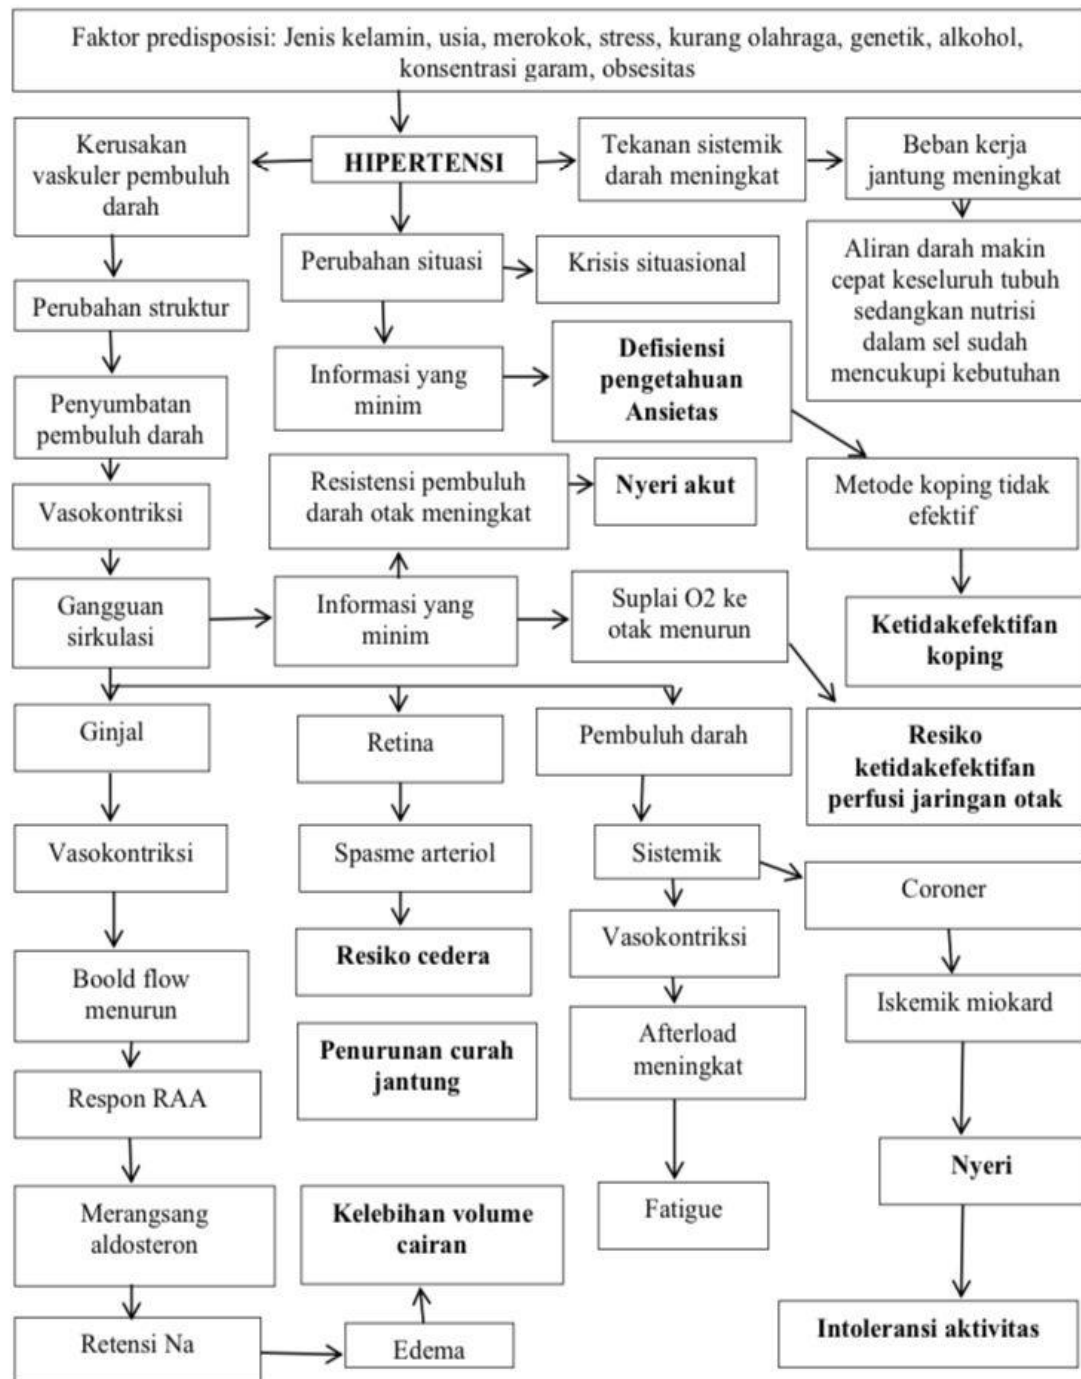 Faktor predisposisi: Jenis kelamin, usia, merokok, stress, kurang olahraga, genetik, alkohol,
konsentrasi garam, obsesitas
Kerusakan
vaskuler pembuluh
darah
HIPERTENSI
Tekanan sistemik
darah meningkat
Beban kerja
jantung meningkat
Perubahan situasi
Krisis situasional
Aliran darah makin
cepat keseluruh tubuh
sedangkan nutrisi
dalam sel sudah
mencukupi kebutuhan
Perubahan struktur
Informasi yang
minim
Defisiensi
pengetahuan
Ansietas
Penyumbatan
pembuluh darah
Resistensi pembuluh
darah otak meningkat
Nyeri akut
Metode koping tidak
efektif
Vasokontriksi
Gangguan
sirkulasi
Informasi yang
minim
Suplai O2 ke
otak menurun
Ketidakefektifan
koping
Ginjal
Retina
Pembuluh darah
Resiko
ketidakefektifan
perfusi jaringan otak
Vasokontriksi
Spasme arteriol
Sistemik
Coroner
Resiko cedera
Vasokontriksi
Boold flow
menurun
Iskemik miokard
Penurunan curah
jantung
Afterload
meningkat
Respon RAA
Nyeri
Merangsang
aldosteron
Kelebihan volume
cairan
Fatigue
Retensi Na
Edema
Intoleransi aktivitas